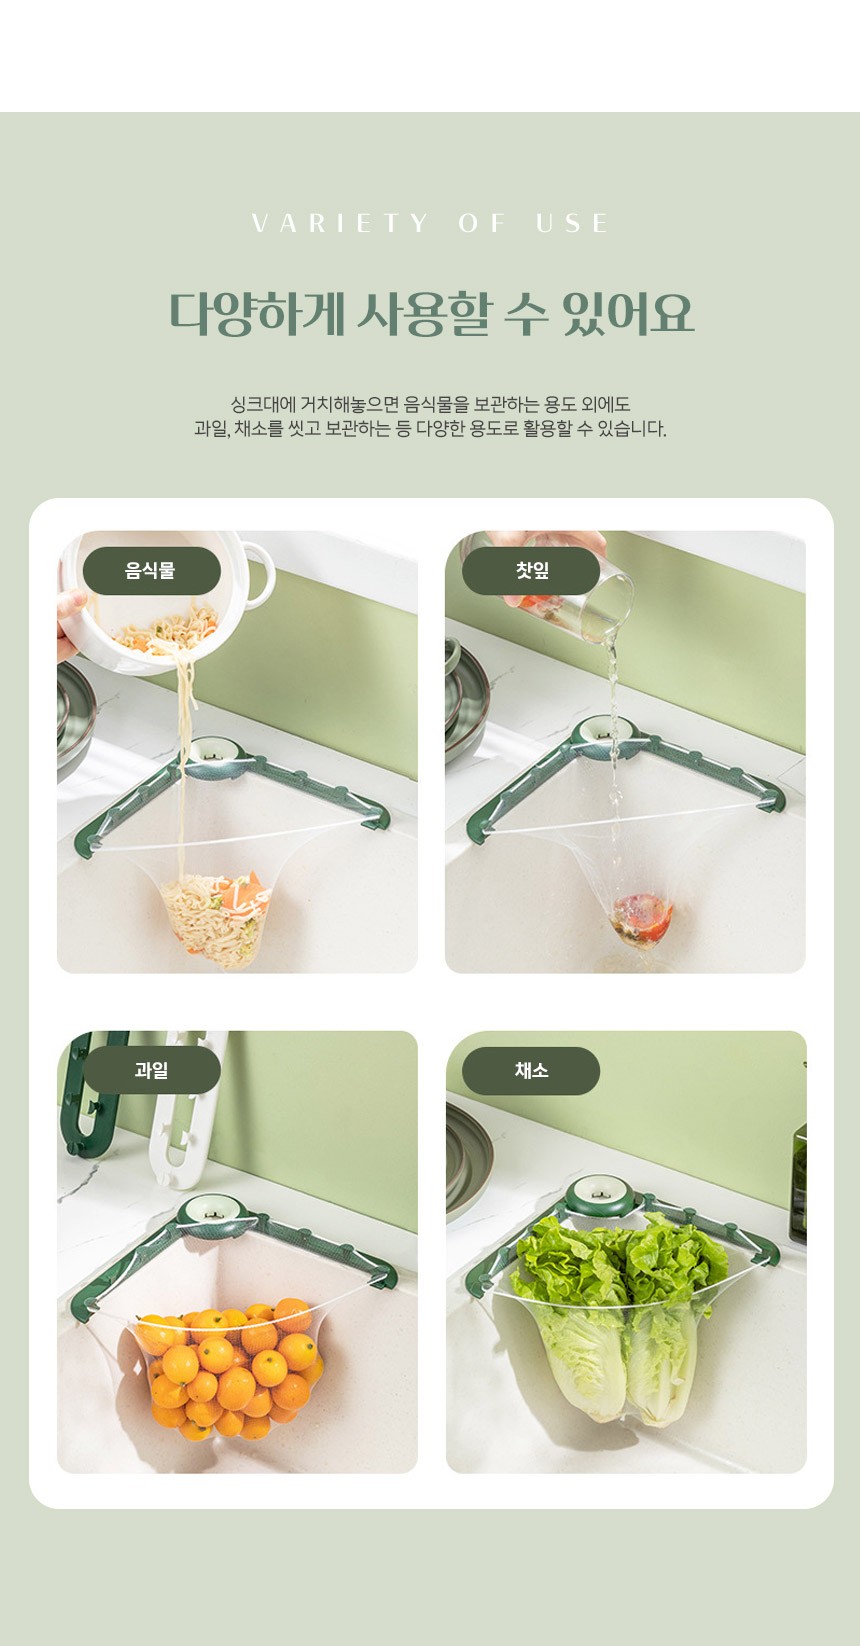 VARIETY OF USE
다양하게 사용할 수 있어요
싱크대에 거치해놓으면 음식물을 보관하는 용도 외에도
과일, 채소를 씻고 보관하는 등 다양한 용도로 활용할 수 있습니다.
음식물
찻잎
과일
채소